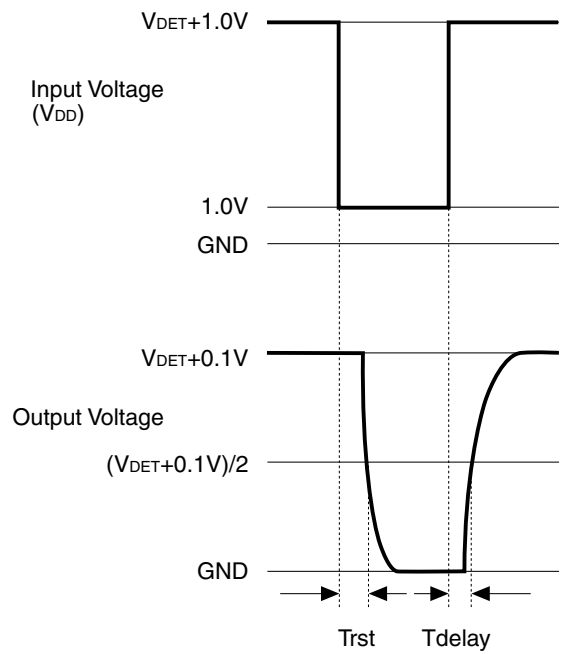 VDET+1.0V
Input Voltage
(VDD)
1.0V
GND
VDET+0.1V
Output Voltage
(VDET+0.1V)/2
GND
Trst Tdelay